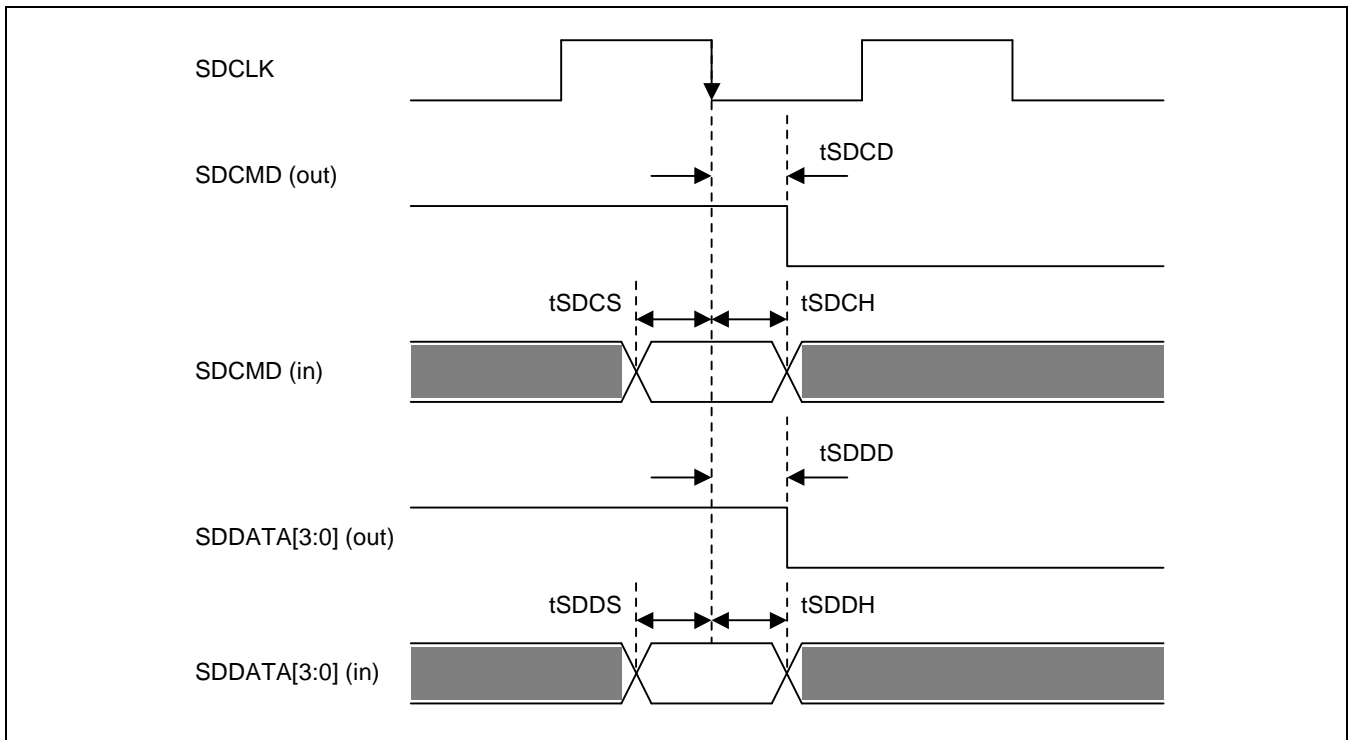 SDCLK
tSDCD
SDCMD (out)
tSDCS
tSDCH
SDCMD (in)
tSDDD
SDDATA[3:0] (out)
tSDDS
tSDDH
SDDATA[3:0] (in)